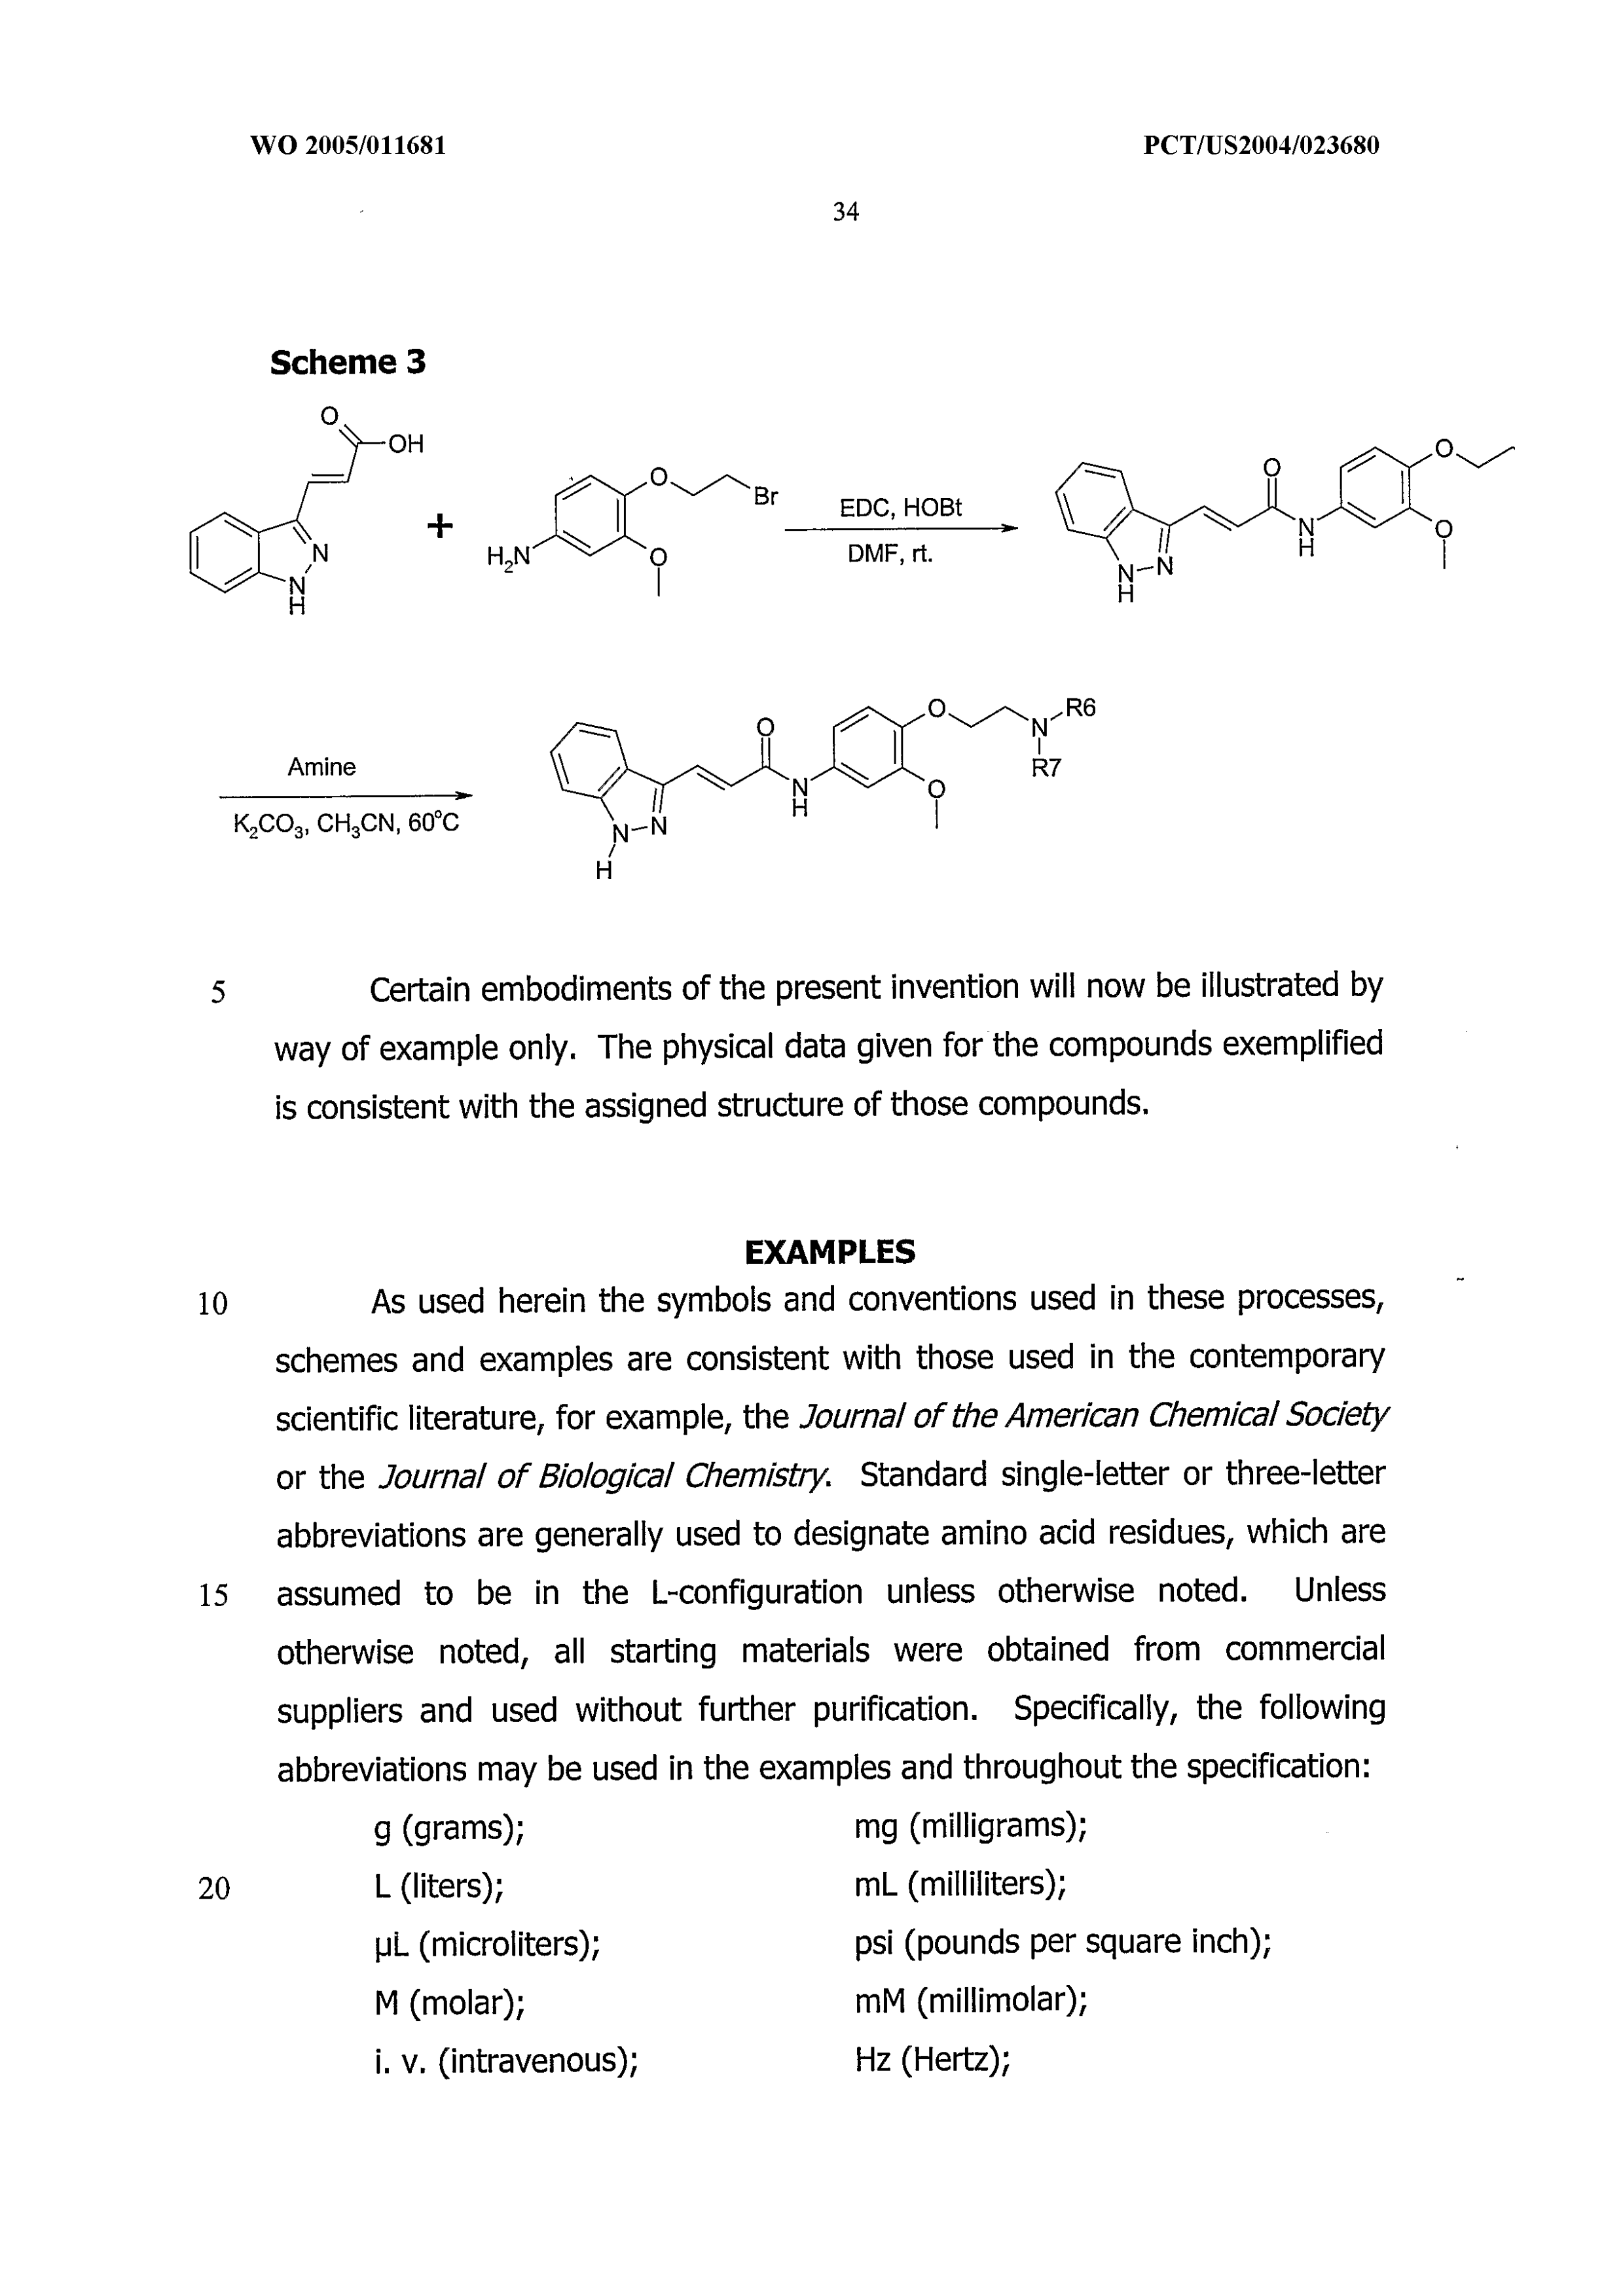 WO 2005/011681 PCT/US2004/023680
34
Scheme 3
O
OH
N
N
H
+
H2N
O
Br
O
EDC, HOBt
DMF, rt.
O
N
H
N
N
H
O
O
Amine
K2CO3, CH3CN, 60°C
O
N
H
N
N
H
O
O
N
R6
R7
5 Certain embodiments of the present invention will now be illustrated by
way of example only. The physical data given for the compounds exemplified
is consistent with the assigned structure of those compounds.
EXAMPLES
10 As used herein the symbols and conventions used in these processes,
schemes and examples are consistent with those used in the contemporary
scientific literature, for example, the Journal of the American Chemical Society
or the Journal of Biological Chemistry. Standard single-letter or three-letter
abbreviations are generally used to designate amino acid residues, which are
15 assumed to be in the L-configuration unless otherwise noted. Unless
otherwise noted, all starting materials were obtained from commercial
suppliers and used without further purification. Specifically, the following
abbreviations may be used in the examples and throughout the specification:
g (grams); mg (milligrams);
20 L (liters); mL (milliliters);
µL (microliters); psi (pounds per square inch);
M (molar); mM (millimolar);
i. v. (intravenous); Hz (Hertz);